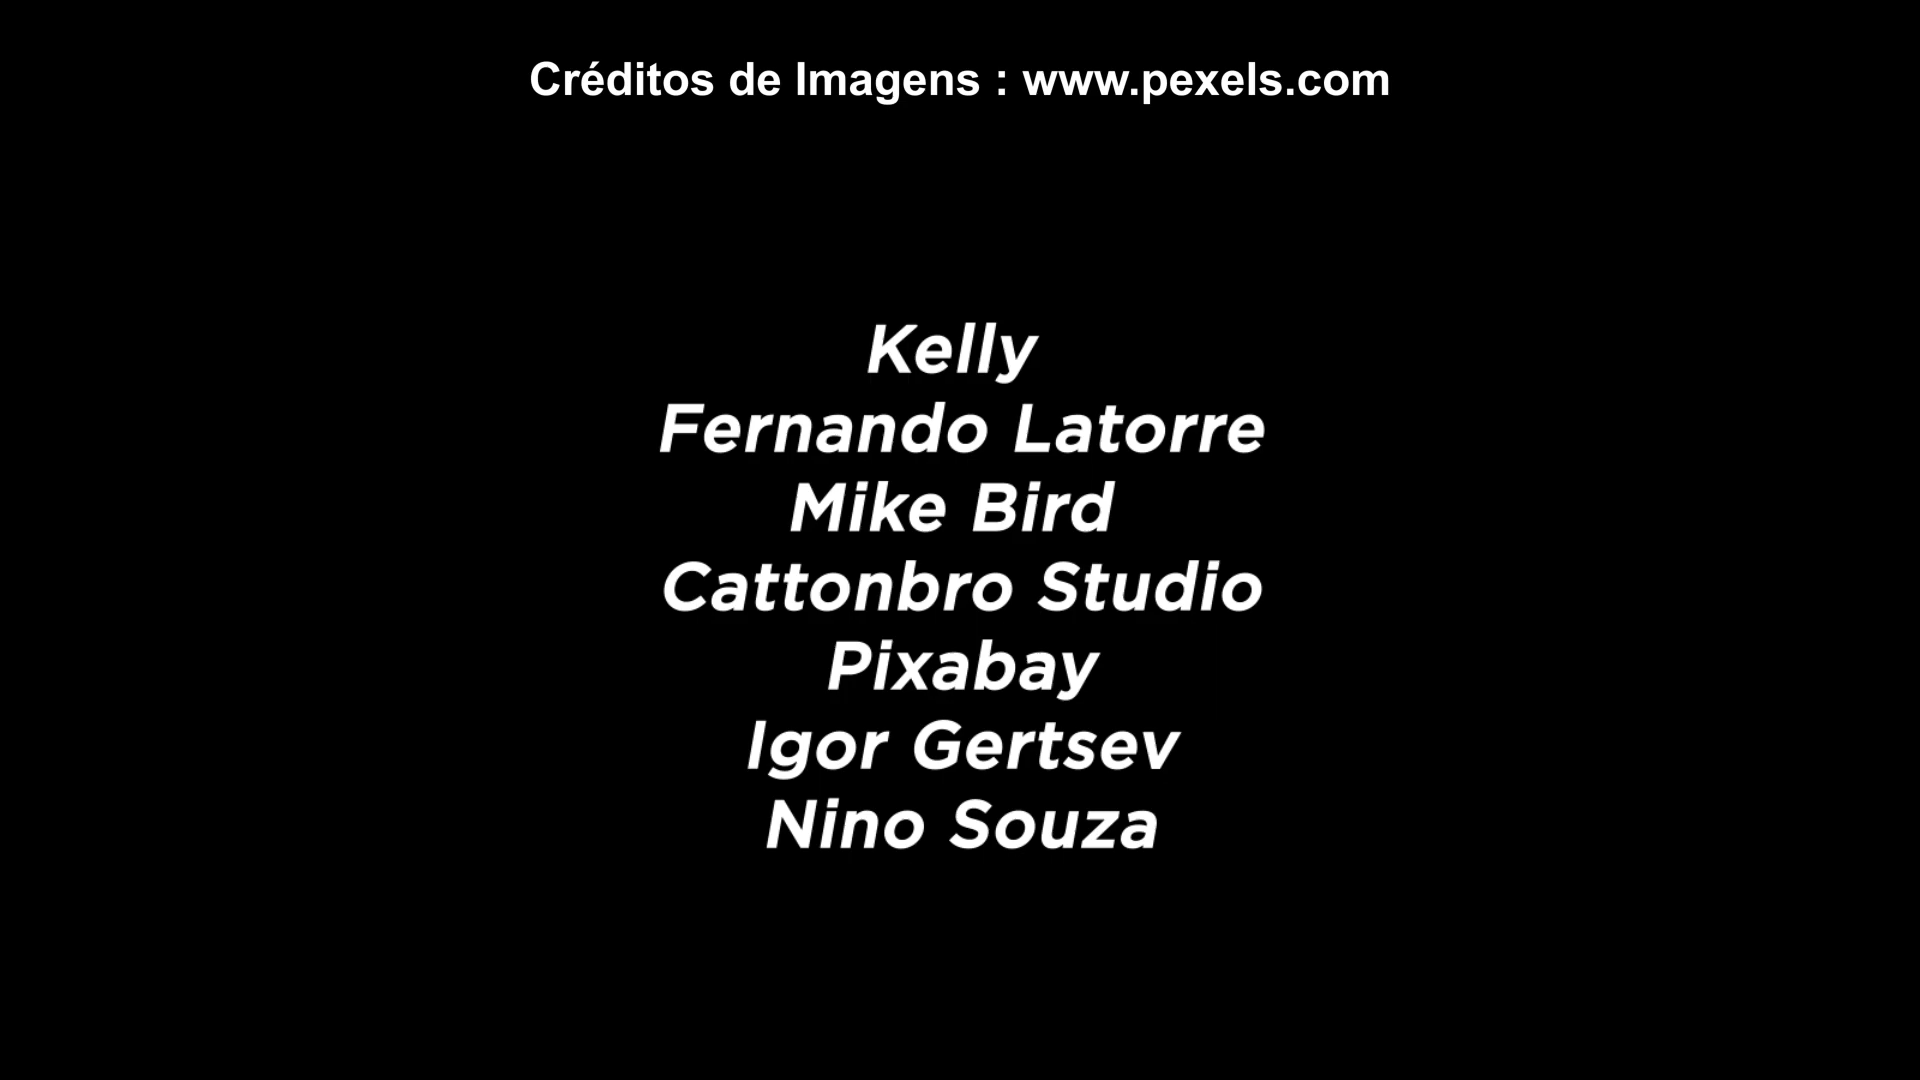 Créditos de Imagens : www.pexels.com
Kelly
Fernando Latorre
Mike Bird
Cattonbro Studio
Pixabay
Igor Gertsev
Nino Souza